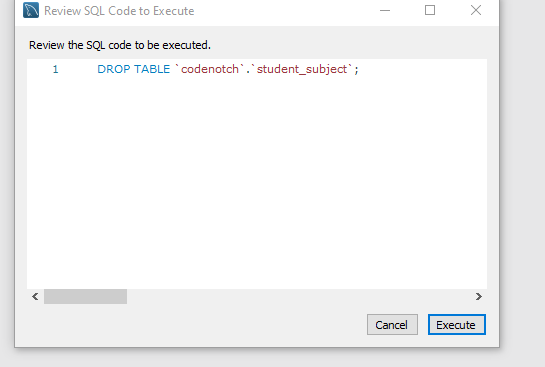 Review SQL Code to Execute
Review the SQL code to be executed.
1 DROP TABLE `codenotch`.`student_subject`;
Cancel Execute